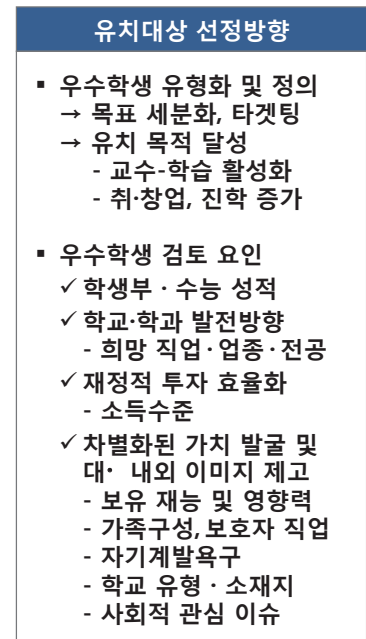 유치대상 선정방향
▪ 우수학생 유형화 및 정의
→ 목표 세분화, 타겟팅
→ 유치 목적 달성
- 교수-학습 활성화
- 취·창업, 진학 증가
▪ 우수학생 검토 요인
✓ 학생부 · 수능 성적
✓ 학교·학과 발전방향
- 희망 직업 · 업종 · 전공
✓ 재정적 투자 효율화
- 소득수준
✓ 차별화된 가치 발굴 및
대· 내외 이미지 제고
- 보유 재능 및 영향력
- 가족구성, 보호자 직업
- 자기계발욕구
- 학교 유형 · 소재지
- 사회적 관심 이슈